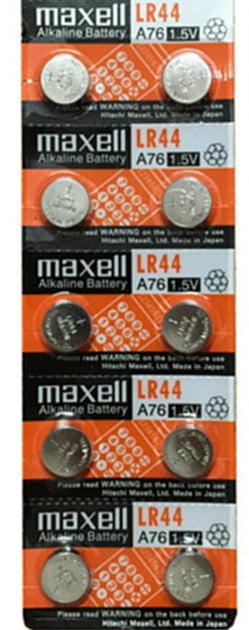 maxell LR44
Alkaline Battery A76 1.5V
Please read WARNING on the back before use
Hitachi Maxell, Ltd. Made in Japan
maxell LR44
Alkaline Battery A76 1.5V
Please read WARNING on the back before use
Hitachi Maxell, Ltd. Made in Japan
maxell LR44
Alkaline Battery A76 1.5V
Please read WARNING on the back before use
Hitachi Maxell, Ltd. Made in Japan
maxell LR44
Alkaline Battery A76 1.5V
Please read WARNING on the back before use
Hitachi Maxell, Ltd. Made in Japan
maxell LR44
Alkaline Battery A76 1.5V
Please read WARNING on the back before use
Hitachi Maxell, Ltd. Made in Japan